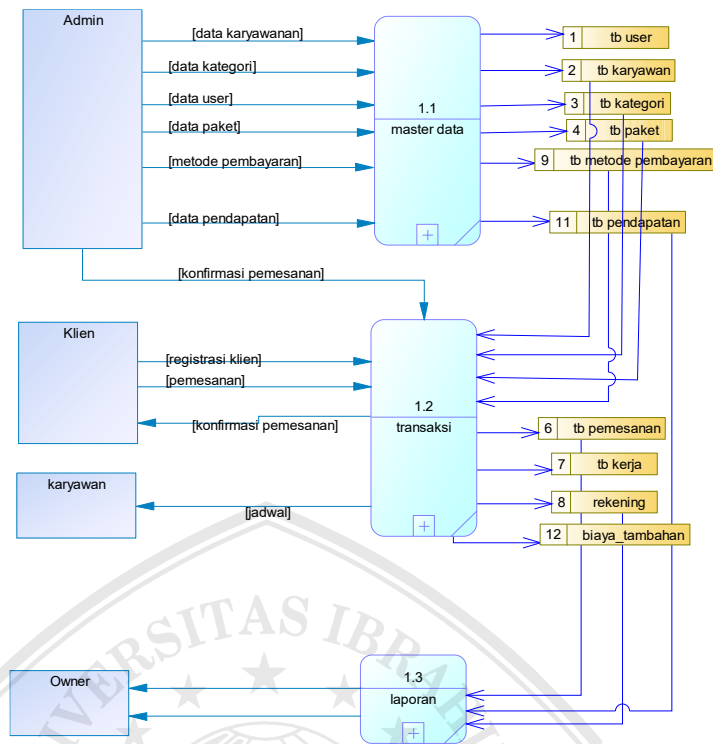 Admin
[data karyawanan]
[data kategori]
[data user]
[data paket]
[metode pembayaran]
[data pendapatan]
1.1
master data
1 tb user
2 tb karyawan
3 tb kategori
4 tb paket
9 tb metode pembayaran
11 tb pendapatan
[konfirmasi pemesanan]
Klien
[registrasi klien]
[pemesanan]
[konfirmasi pemesanan]
1.2
transaksi
6 tb pemesanan
7 tb kerja
8 rekening
12 biaya_tambahan
karyawan
[jadwal]
Owner
1.3
laporan
ERSITAS IBRAH